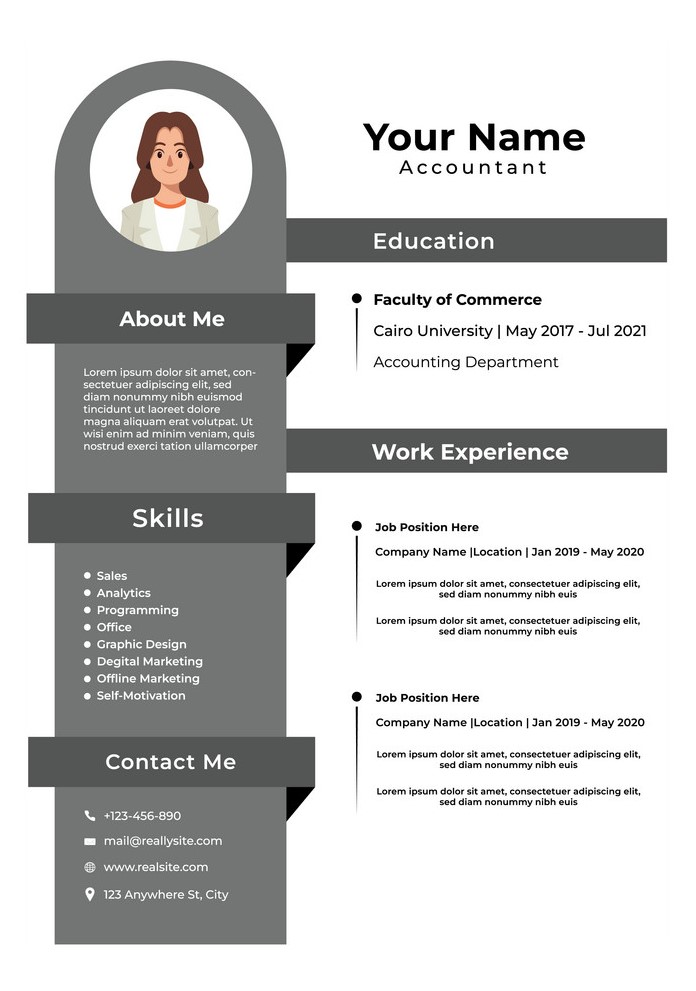 Your Name
Accountant
Education
Faculty of Commerce
Cairo University | May 2017 - Jul 2021
Accounting Department
Work Experience
Job Position Here
Company Name |Location | Jan 2019 - May 2020
Lorem ipsum dolor sit amet, consectetuer adipiscing elit,
sed diam nonummy nibh euis
Lorem ipsum dolor sit amet, consectetuer adipiscing elit,
sed diam nonummy nibh euis
Job Position Here
Company Name |Location | Jan 2019 - May 2020
Lorem ipsum dolor sit amet, consectetuer adipiscing elit,
sed diam nonummy nibh euis
Lorem ipsum dolor sit amet, consectetuer adipiscing elit,
sed diam nonummy nibh euis
About Me
Lorem ipsum dolor sit amet, con-
sectetuer adipiscing elit, sed
diam nonummy nibh euismod
tincidunt ut laoreet dolore
magna aliquam erat volutpat. Ut
wisi enim ad minim veniam, quis
nostrud exerci tation ullamcorper
Skills
Sales
Analytics
Programming
Office
Graphic Design
Degital Marketing
Offline Marketing
Self-Motivation
Contact Me
+123-456-890
mail@reallysite.com
www.realsite.com
123 Anywhere St, City